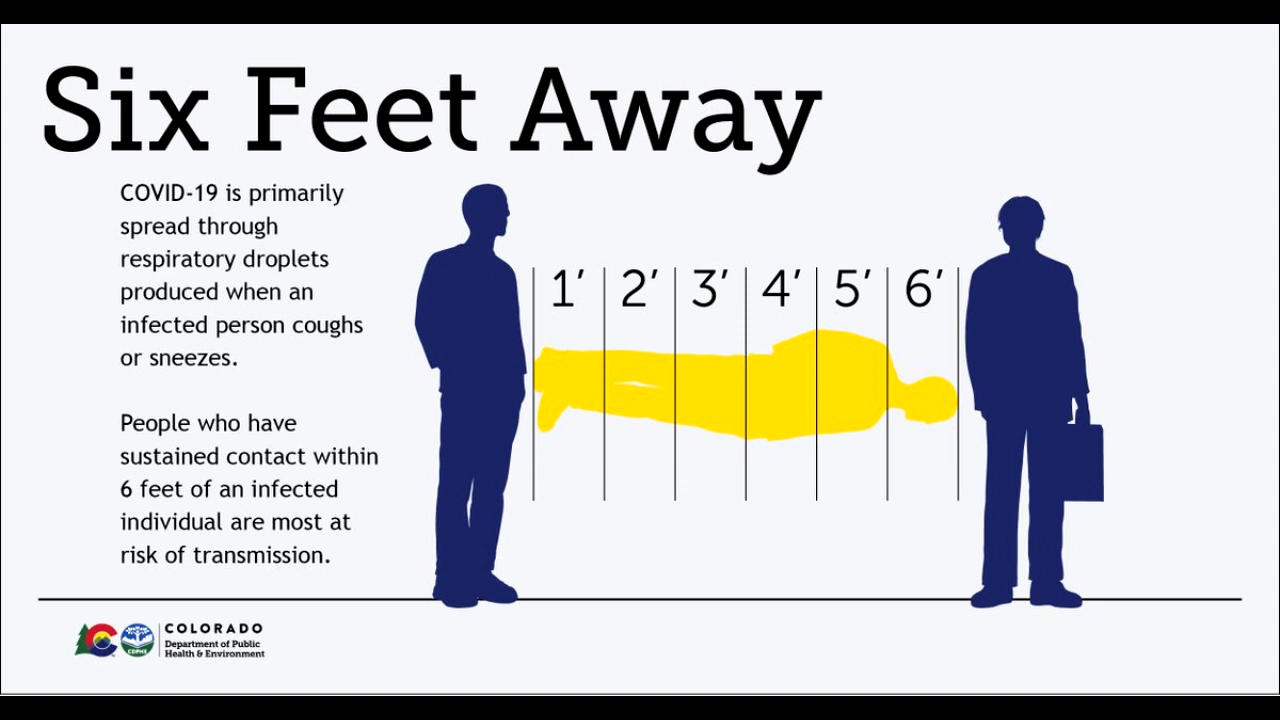 Six Feet Away
COVID-19 is primarily
spread through
respiratory droplets
produced when an
infected person coughs
or sneezes.
People who have
sustained contact within
6 feet of an infected
individual are most at
risk of transmission.
1′ 2′ 3′ 4′ 5′ 6′
COLORADO
Department of Public
Health & Environment
CDPHE